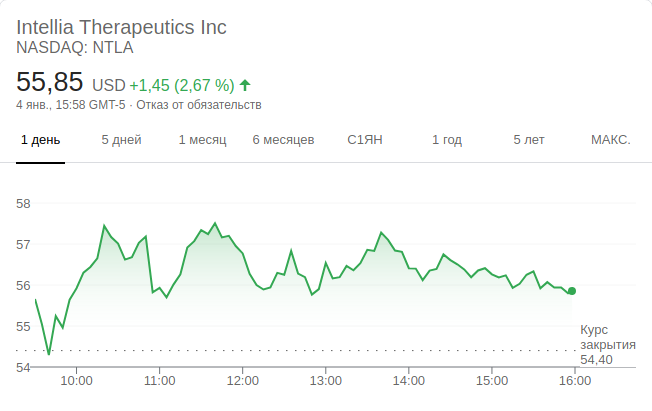 Intellia Therapeutics Inc
NASDAQ: NTLA
55,85 USD +1,45 (2,67 %)
4 янв., 15:58 GMT-5 · Отказ от обязательств
1 день 5 дней 1 месяц 6 месяцев С1ЯН 1 год 5 лет МАКС.
58
57
56
55
54
Курс
закрытия
54,40
10:00 11:00 12:00 13:00 14:00 15:00 16:00